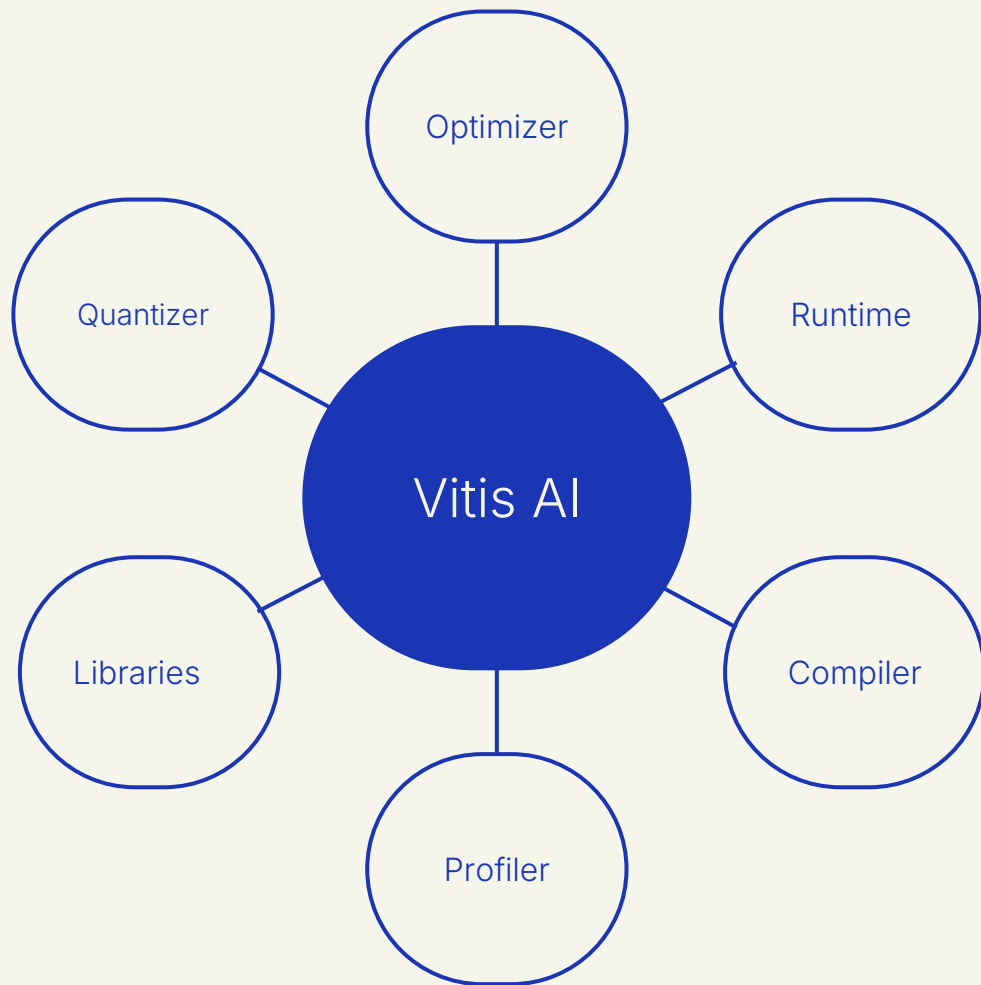 Optimizer
Quantizer
Runtime
Vitis AI
Libraries
Compiler
Profiler